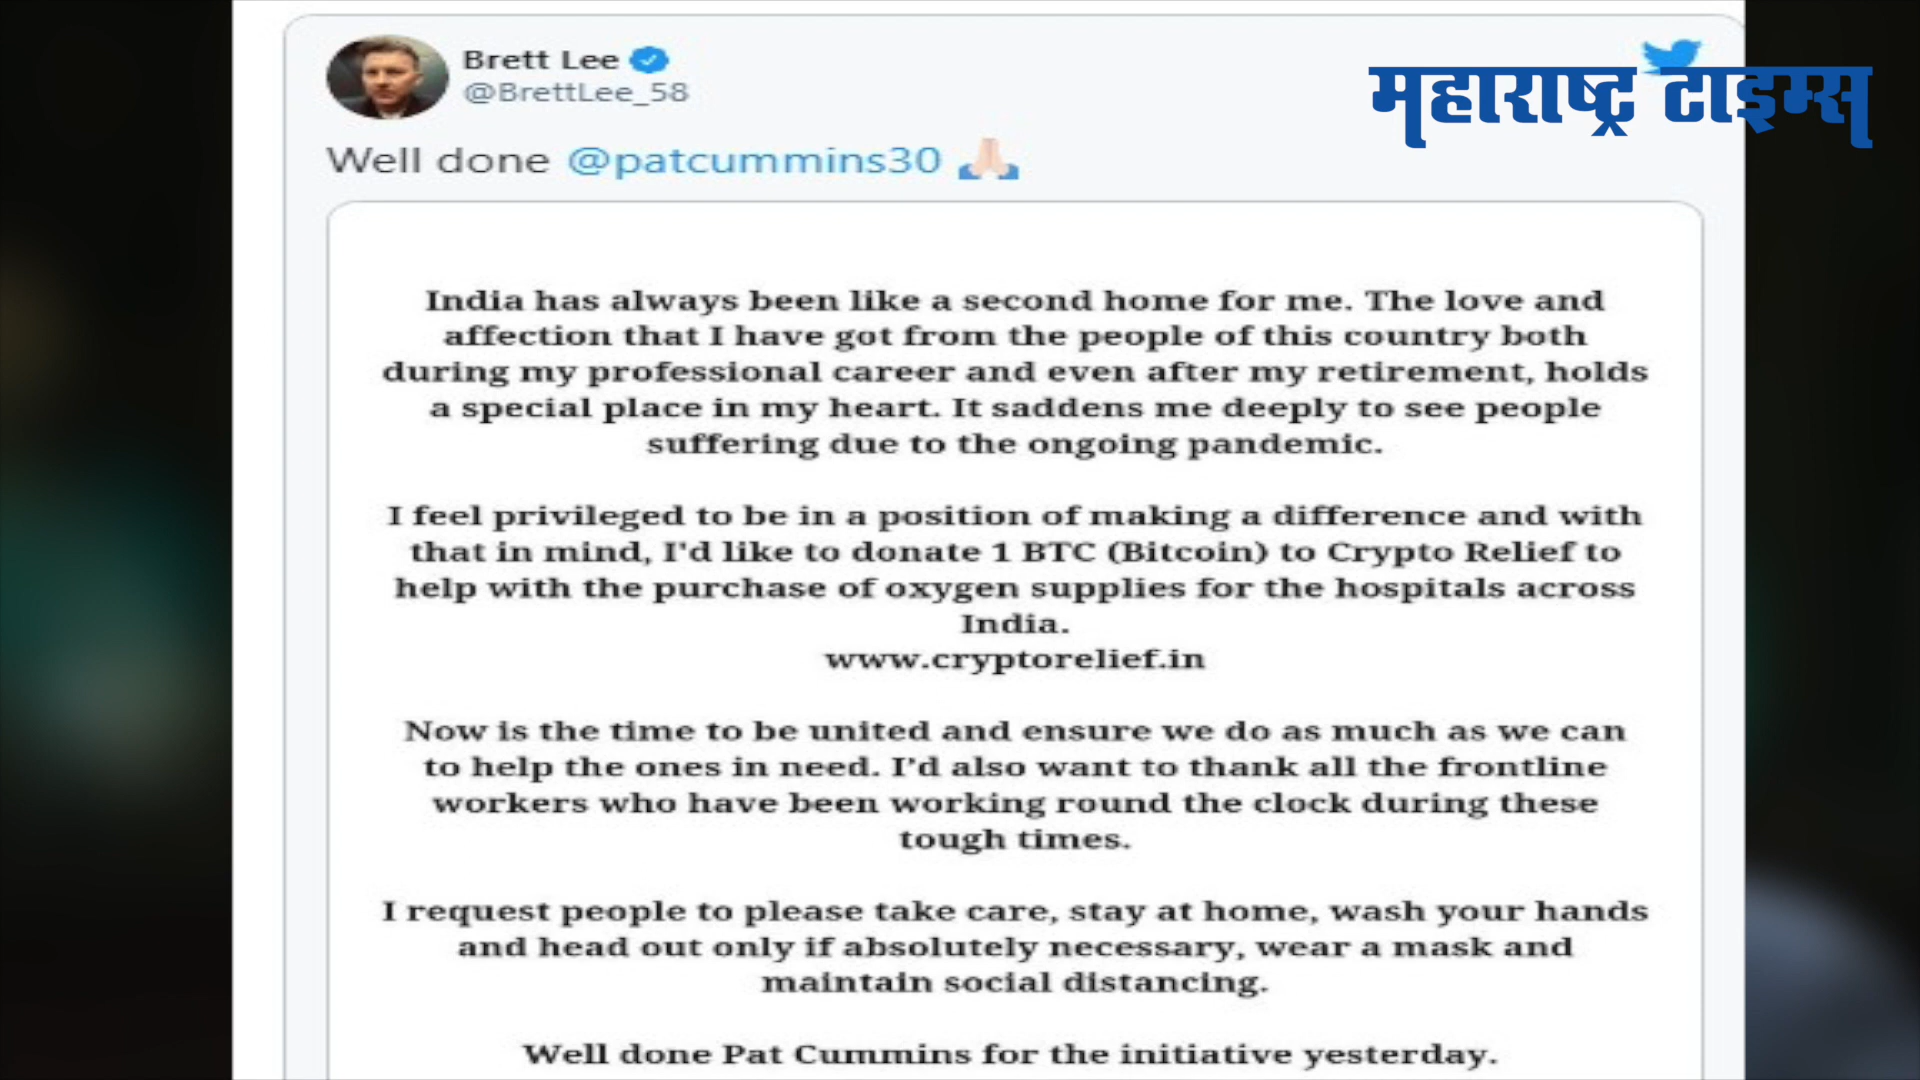 Brett Lee
@BrettLee_58
महाराष्ट्र टाइम्स
Well done @patcummins30 🙏🏻
India has always been like a second home for me. The love and
affection that I have got from the people of this country both
during my professional career and even after my retirement, holds
a special place in my heart. It saddens me deeply to see people
suffering due to the ongoing pandemic.
I feel privileged to be in a position of making a difference and with
that in mind, I'd like to donate 1 BTC (Bitcoin) to Crypto Relief to
help with the purchase of oxygen supplies for the hospitals across
India.
www.cryptorelief.in
Now is the time to be united and ensure we do as much as we can
to help the ones in need. I'd also want to thank all the frontline
workers who have been working round the clock during these
tough times.
I request people to please take care, stay at home, wash your hands
and head out only if absolutely necessary, wear a mask and
maintain social distancing.
Well done Pat Cummins for the initiative yesterday.